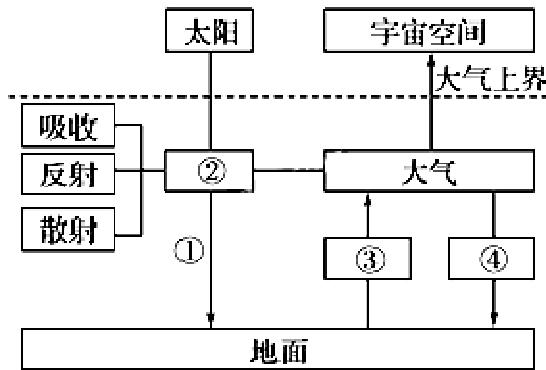 太阳
宇宙空间
大气上界
吸收
反射
散射
②
大气
①
③
④
地面